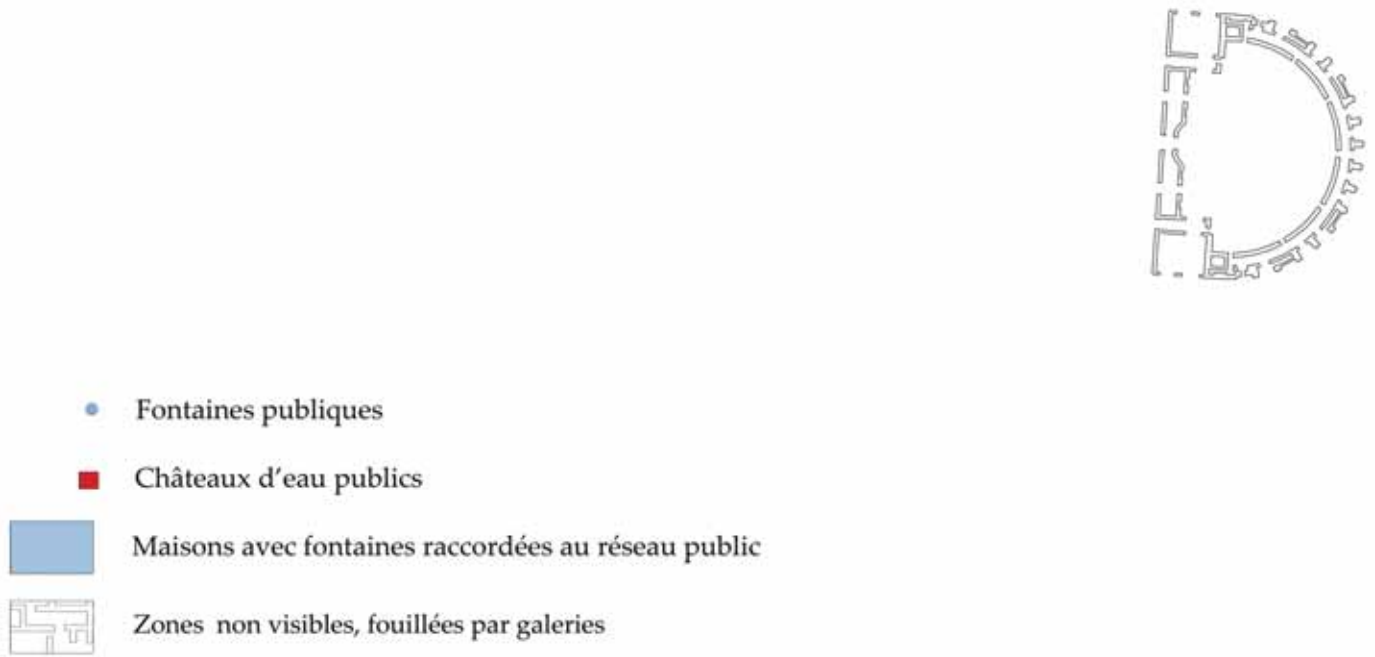 Fontaines publiques
Châteaux d'eau publics
Maisons avec fontaines raccordées au réseau public
Zones non visibles, fouillées par galeries